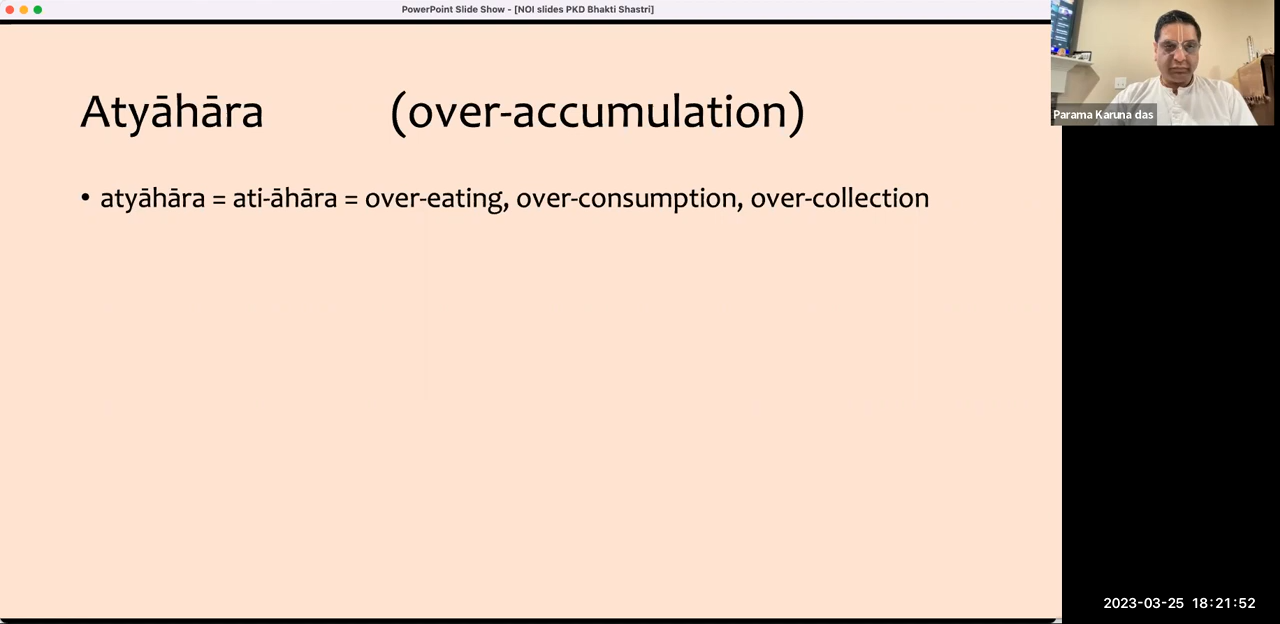 PowerPoint Slide Show - [NOI slides PKD Bhakti Shastri]
Atyāhāra (over-accumulation)
• atyāhāra = ati-āhāra = over-eating, over-consumption, over-collection
Parama Karuna das
2023-03-25 18:21:52